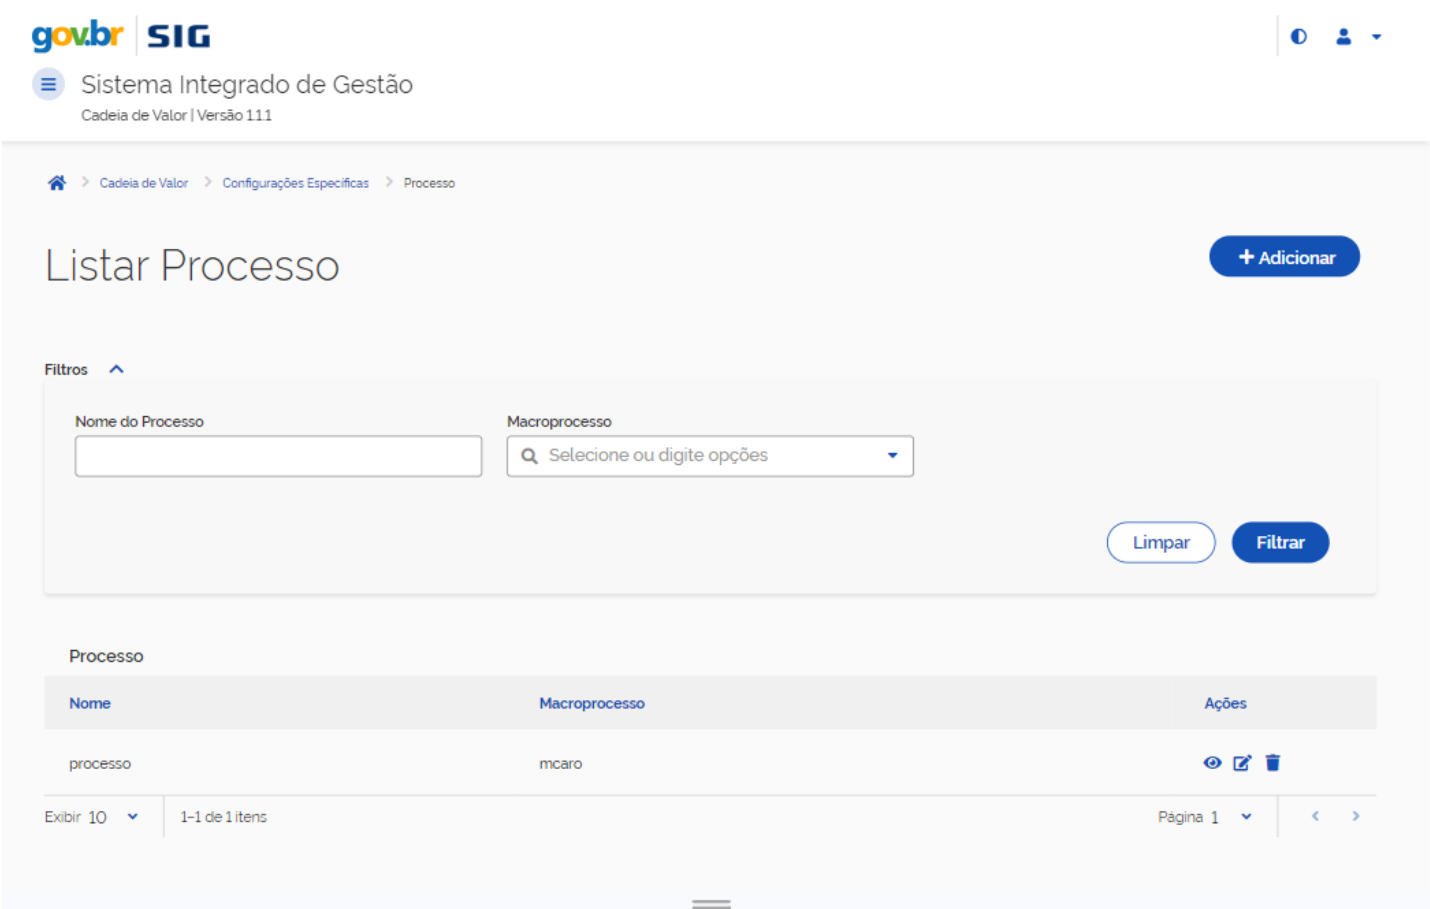 gov.br SIG
Sistema Integrado de Gestão
Cadeia de Valor | Versão 1.1.1
Cadeia de Valor > Configurações Específicas > Processo
Listar Processo
+ Adicionar
Filtros
Nome do Processo Macroprocesso
Selecione ou digite opções
Limpar Filtrar
Processo
Nome Macroprocesso Ações
processo mcaro
Exibir 10 1-1 de 1 itens Página 1